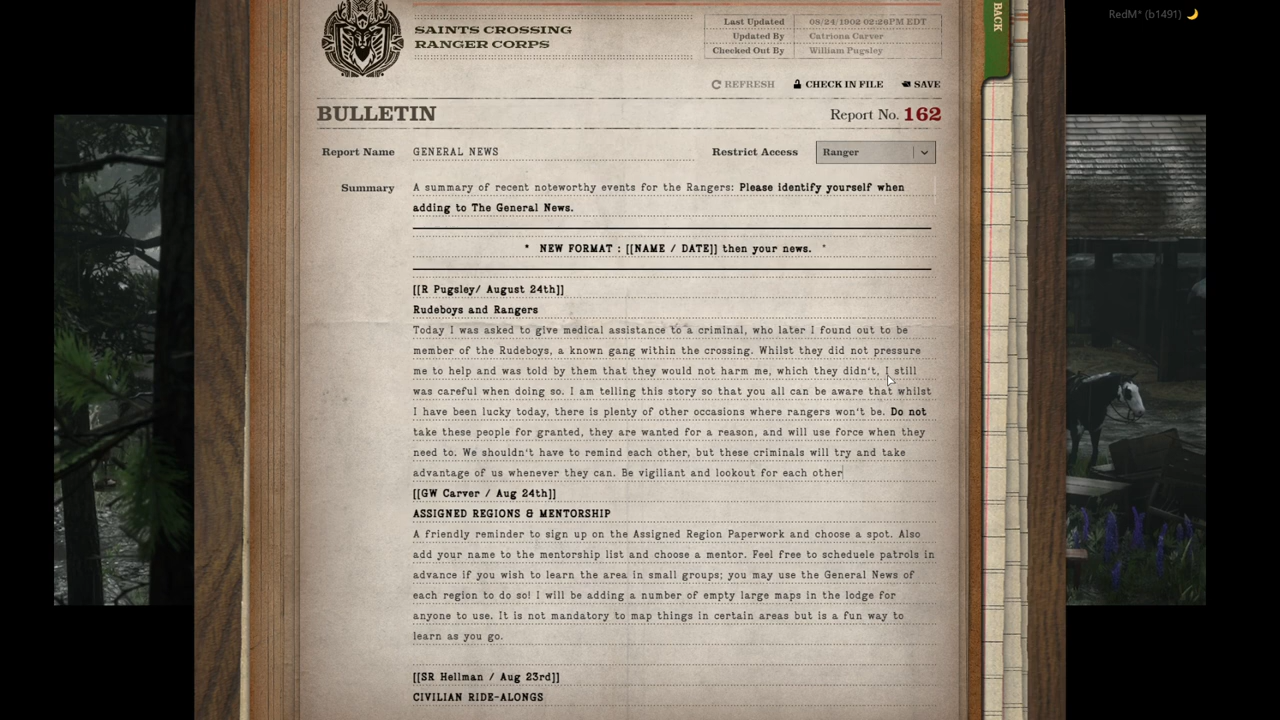 RedM* (b1491)
BACK
SAINTS CROSSING
RANGER CORPS
Last Updated 08/24/1902 02:26PM EDT
Updated By Catriona Carver
Checked Out By William Pugsley
REFRESH CHECK IN FILE SAVE
BULLETIN Report No. 162
Report Name GENERAL NEWS Restrict Access Ranger
Summary A summary of recent noteworthy events for the Rangers: Please identify yourself when
adding to The General News.
* NEW FORMAT : [[NAME / DATE]] then your news. *
[[R Pugsley/ August 24th]]
Rudeboys and Rangers
Today I was asked to give medical assistance to a criminal, who later I found out to be
member of the Rudeboys, a known gang within the crossing. Whilst they did not pressure
me to help and was told by them that they would not harm me, which they didn't, I still
was careful when doing so. I am telling this story so that you all can be aware that whilst
I have been lucky today, there is plenty of other occasions where rangers won't be. Do not
take these people for granted, they are wanted for a reason, and will use force when they
need to. We shouldn't have to remind each other, but these criminals will try and take
advantage of us whenever they can. Be vigiliant and lookout for each other
[[GW Carver / Aug 24th]]
ASSIGNED REGIONS & MENTORSHIP
A friendly reminder to sign up on the Assigned Region Paperwork and choose a spot. Also
add your name to the mentorship list and choose a mentor. Feel free to scheduele patrols in
advance if you wish to learn the area in small groups; you may use the General News of
each region to do so! I will be adding a number of empty large maps in the lodge for
anyone to use. It is not mandatory to map things in certain areas but is a fun way to
learn as you go.
[[SR Hellman / Aug 23rd]]
CIVILIAN RIDE-ALONGS